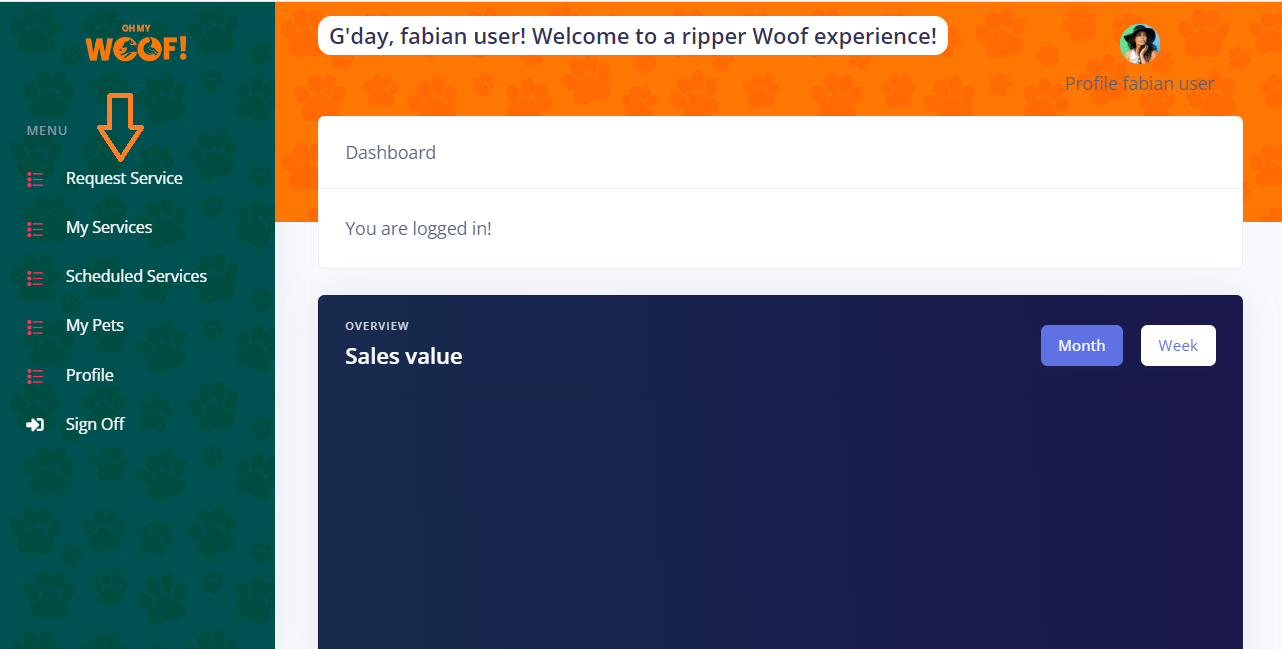 OH MY
WOOF!
MENU
Request Service
My Services
Scheduled Services
My Pets
Profile
Sign Off
G'day, fabian user! Welcome to a ripper Woof experience!
Profile fabian user
Dashboard
You are logged in!
OVERVIEW
Sales value
Month
Week